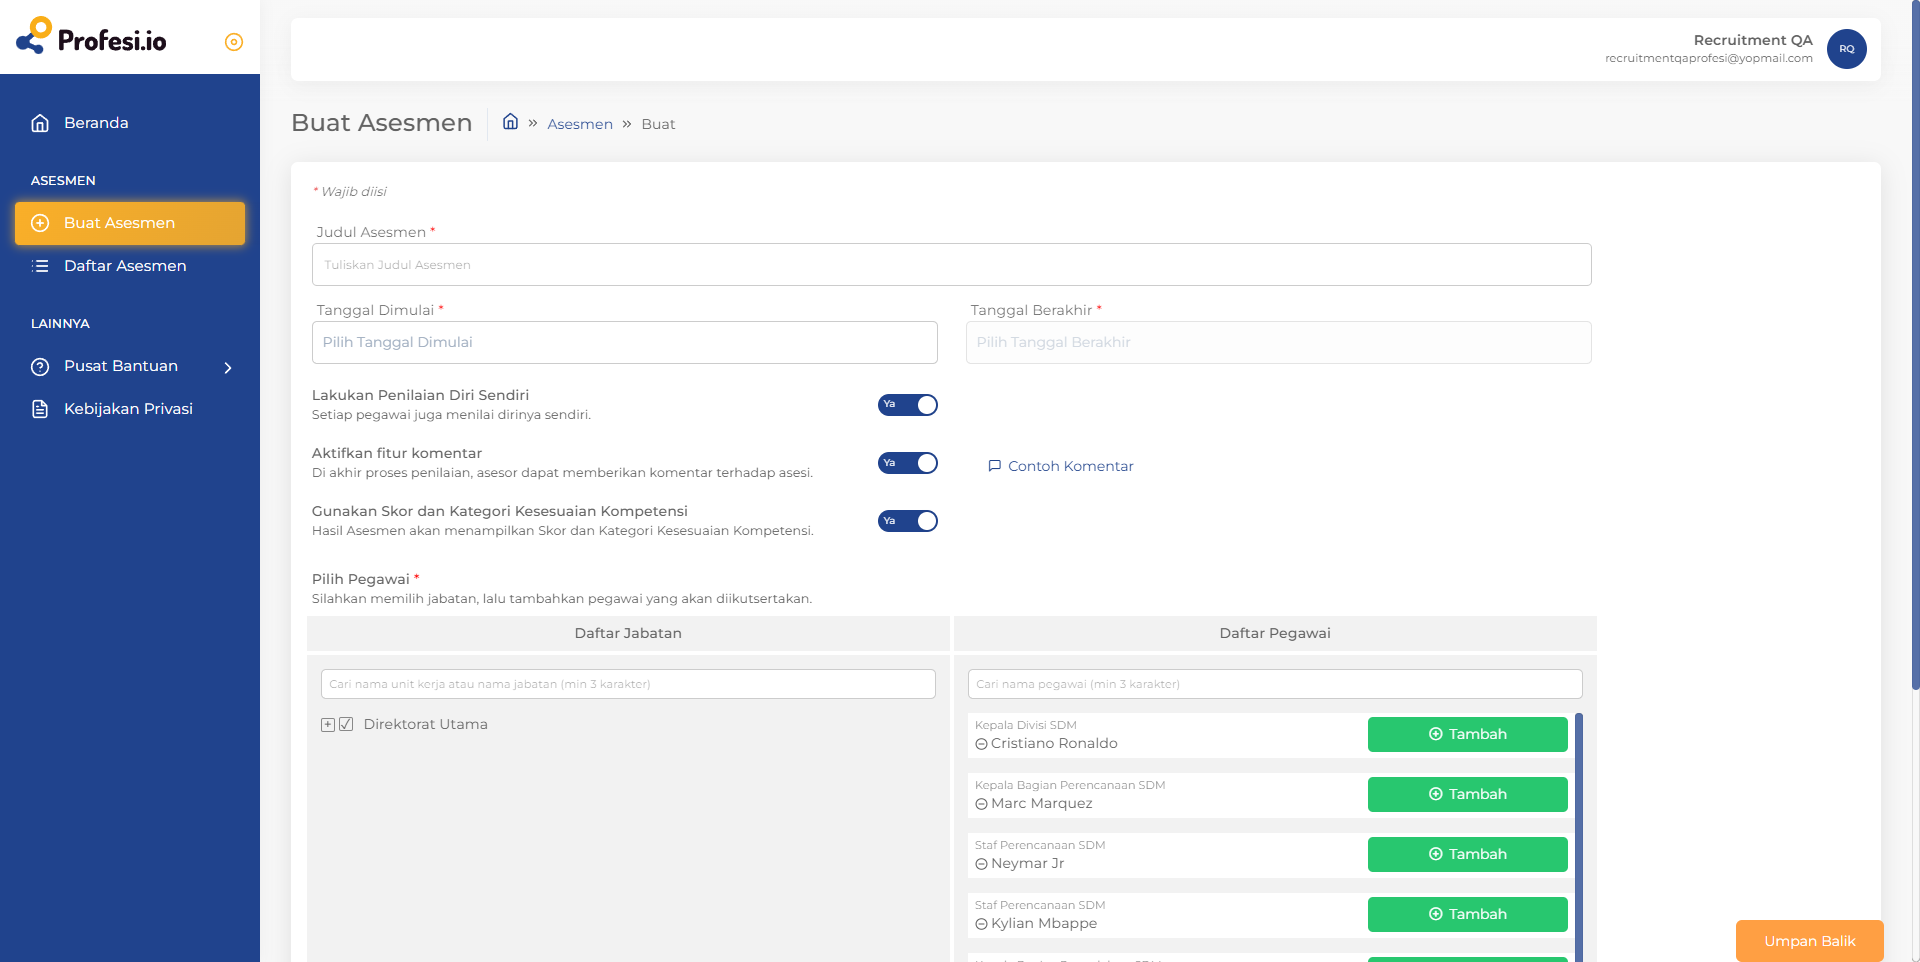 Profesi.io
Recruitment QA
recruitmentqaprofesi@yopmail.com
RQ
Beranda
ASESMEN
Buat Asesmen
Daftar Asesmen
LAINNYA
Pusat Bantuan
Kebijakan Privasi
Buat Asesmen
» Asesmen » Buat
* Wajib diisi
Judul Asesmen *
Tuliskan Judul Asesmen
Tanggal Dimulai *
Pilih Tanggal Dimulai
Tanggal Berakhir *
Pilih Tanggal Berakhir
Lakukan Penilaian Diri Sendiri
Setiap pegawai juga menilai dirinya sendiri.
Ya
Aktifkan fitur komentar
Di akhir proses penilaian, asesor dapat memberikan komentar terhadap asesi.
Ya
Contoh Komentar
Gunakan Skor dan Kategori Kesesuaian Kompetensi
Hasil Asesmen akan menampilkan Skor dan Kategori Kesesuaian Kompetensi.
Ya
Pilih Pegawai *
Silahkan memilih jabatan, lalu tambahkan pegawai yang akan diikutsertakan.
Daftar Jabatan
Cari nama unit kerja atau nama jabatan (min 3 karakter)
Direktorat Utama
Daftar Pegawai
Cari nama pegawai (min 3 karakter)
Kepala Divisi SDM
Cristiano Ronaldo
Tambah
Kepala Bagian Perencanaan SDM
Marc Marquez
Tambah
Staf Perencanaan SDM
Neymar Jr
Tambah
Staf Perencanaan SDM
Kylian Mbappe
Tambah
Umpan Balik